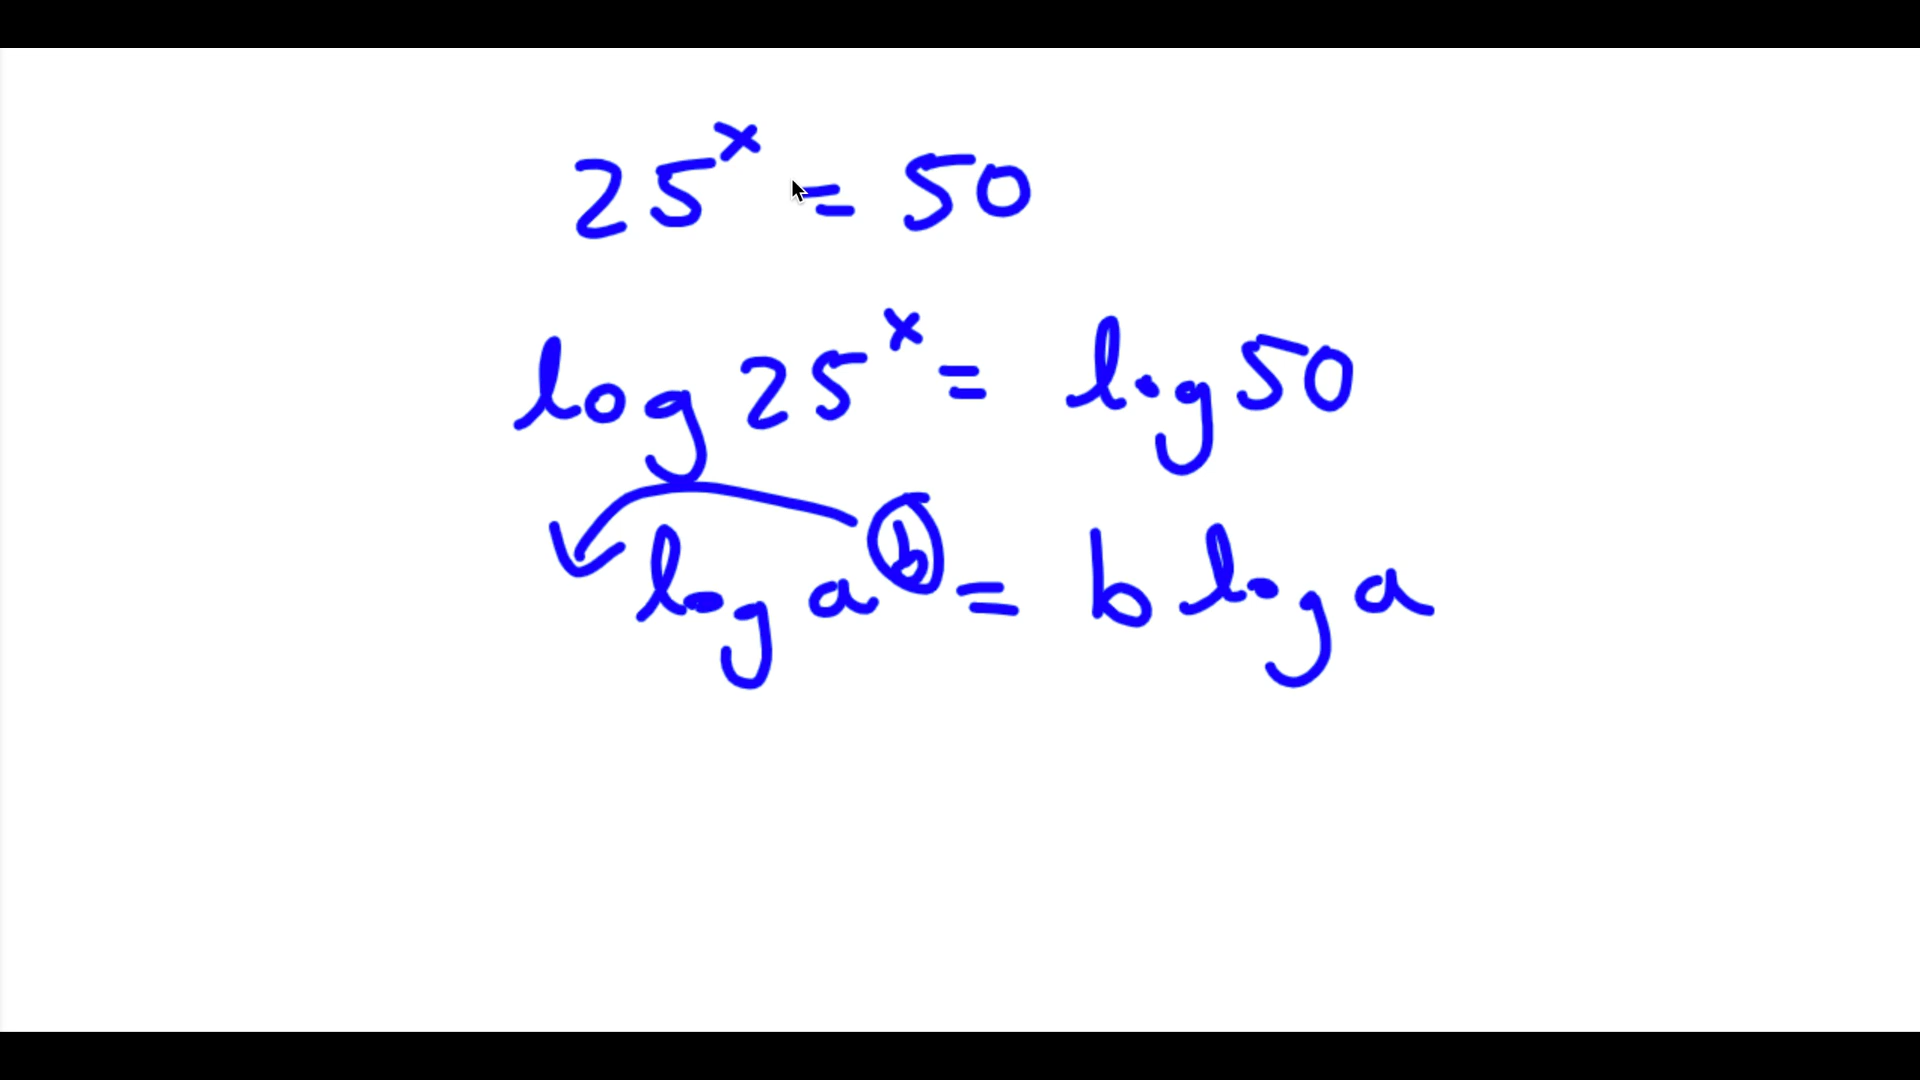 25^x = 50
log 25^x = log 50
log a^b = b log a